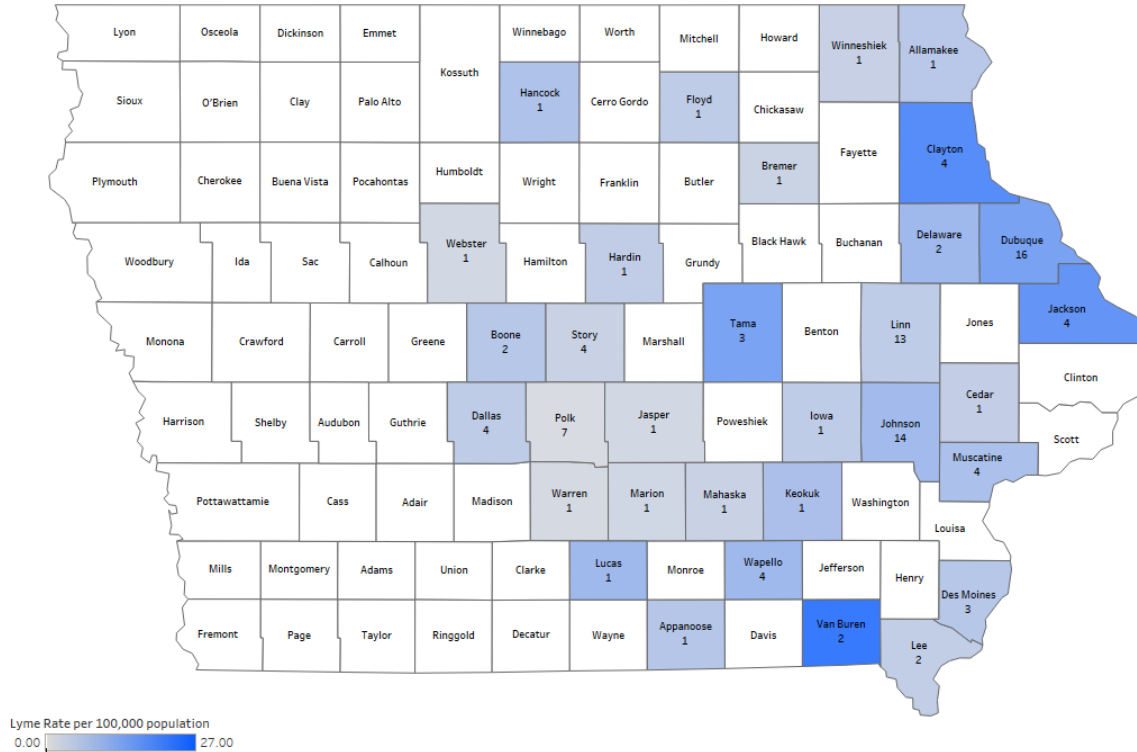 Lyon
Osceola
Dickinson
Emmet
Winnebago
Worth
Mitchell
Howard
Winneshiek
1
Allamakee
1
Kossuth
Sioux
O'Brien
Clay
Palo Alto
Hancock
1
Cerro Gordo
Floyd
1
Chickasaw
Fayette
Clayton
4
Plymouth
Cherokee
Buena Vista
Pocahontas
Humboldt
Wright
Franklin
Butler
Bremer
1
Woodbury
Ida
Sac
Calhoun
Webster
1
Hamilton
Hardin
1
Grundy
Black Hawk
Buchanan
Delaware
2
Dubuque
16
Monona
Crawford
Carroll
Greene
Boone
2
Story
4
Marshall
Tama
3
Benton
Linn
13
Jones
Jackson
4
Clinton
Harrison
Shelby
Audubon
Guthrie
Dallas
4
Polk
7
Jasper
1
Poweshiek
Iowa
1
Johnson
14
Cedar
1
Scott
Muscatine
4
Pottawattamie
Cass
Adair
Madison
Warren
1
Marion
1
Mahaska
1
Keokuk
1
Washington
Louisa
Mills
Montgomery
Adams
Union
Clarke
Lucas
1
Monroe
Wapello
4
Jefferson
Henry
Des Moines
3
Fremont
Page
Taylor
Ringgold
Decatur
Wayne
Appanoose
1
Davis
Van Buren
2
Lee
2
Lyme Rate per 100,000 population
0.00
27.00